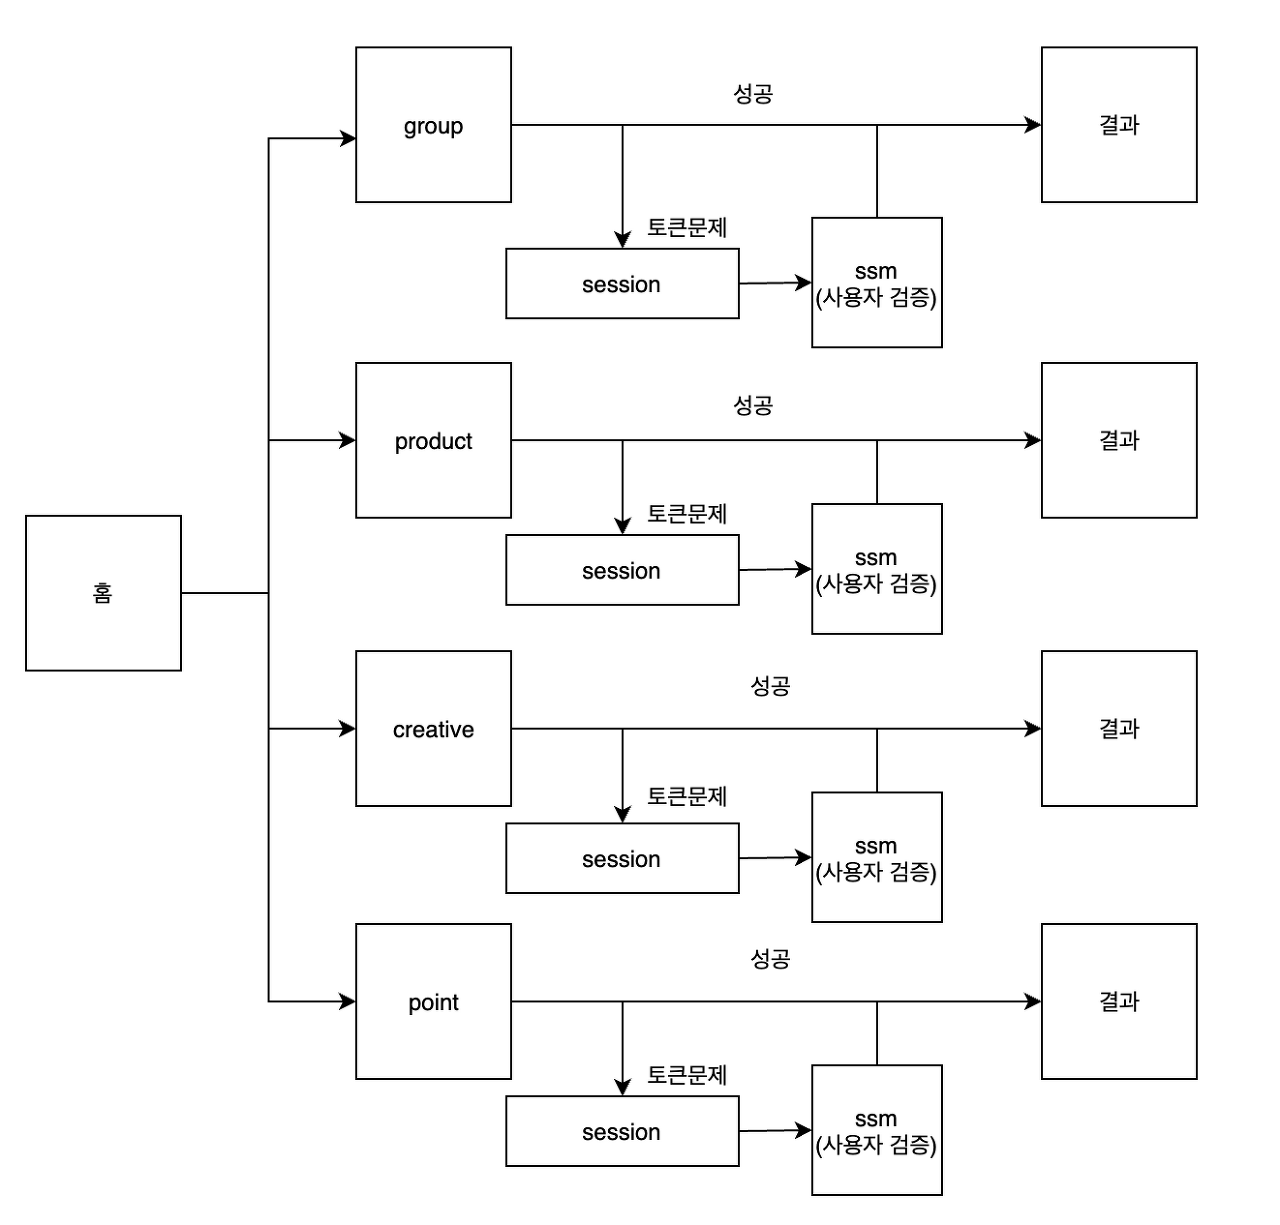 성공
group
결과
토큰문제
session
ssm
(사용자 검증)
성공
product
결과
토큰문제
session
ssm
(사용자 검증)
홈
성공
creative
결과
토큰문제
session
ssm
(사용자 검증)
성공
point
결과
토큰문제
session
ssm
(사용자 검증)